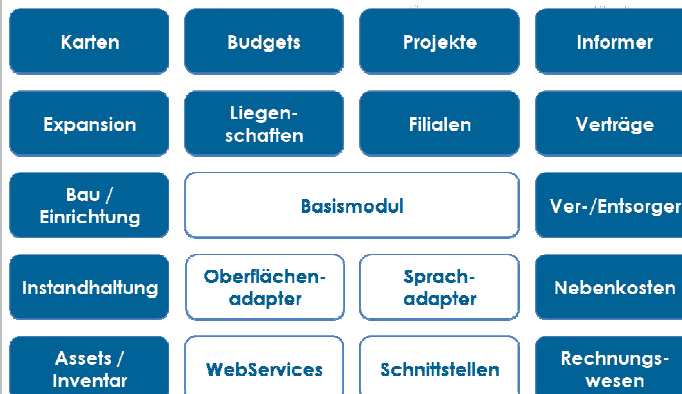 Karten
Budgets
Projekte
Informer
Expansion
Liegen-
schaften
Filialen
Verträge
Bau /
Einrichtung
Basismodul
Ver-/Entsorger
Instandhaltung
Oberflächen-
adapter
Sprach-
adapter
Nebenkosten
Assets /
Inventar
WebServices
Schnittstellen
Rechnungs-
wesen